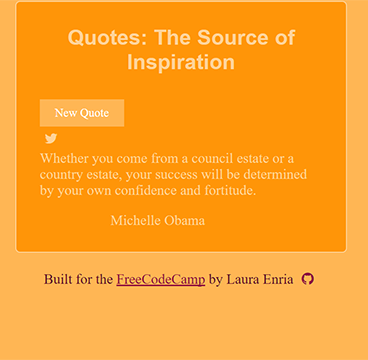 Quotes: The Source of
Inspiration
New Quote
Whether you come from a council estate or a
country estate, your success will be determined
by your own confidence and fortitude.
Michelle Obama
Built for the FreeCodeCamp by Laura Enria